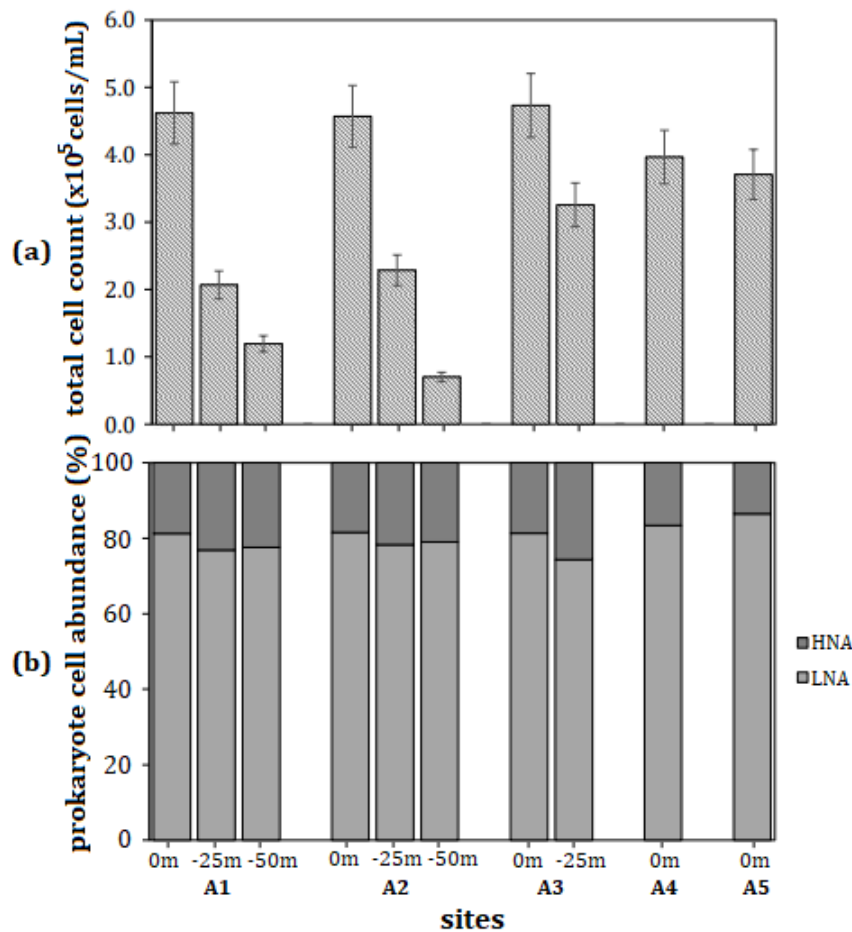 (a)
total cell count (x10⁵cells/mL)
6.0
5.0
4.0
3.0
2.0
1.0
0.0
(b)
prokaryote cell abundance (%)
100
80
60
40
20
0
HNA
LNA
0m -25m -50m 0m -25m -50m 0m -25m 0m 0m
A1 A2 A3 A4 A5
sites